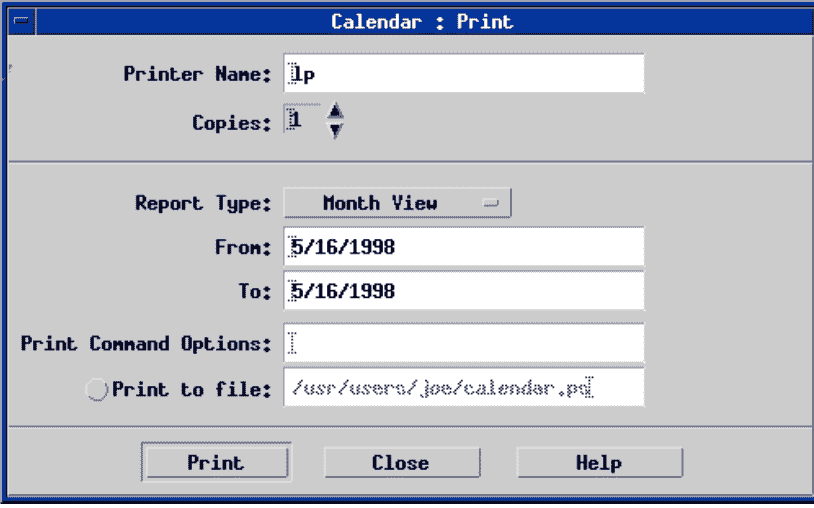 Calendar : Print
Printer Name: lp
Copies: 1
Report Type: Month View
From: 5/16/1998
To: 5/16/1998
Print Command Options:
Print to file: /usr/users/joe/calendar.ps
Print Close Help